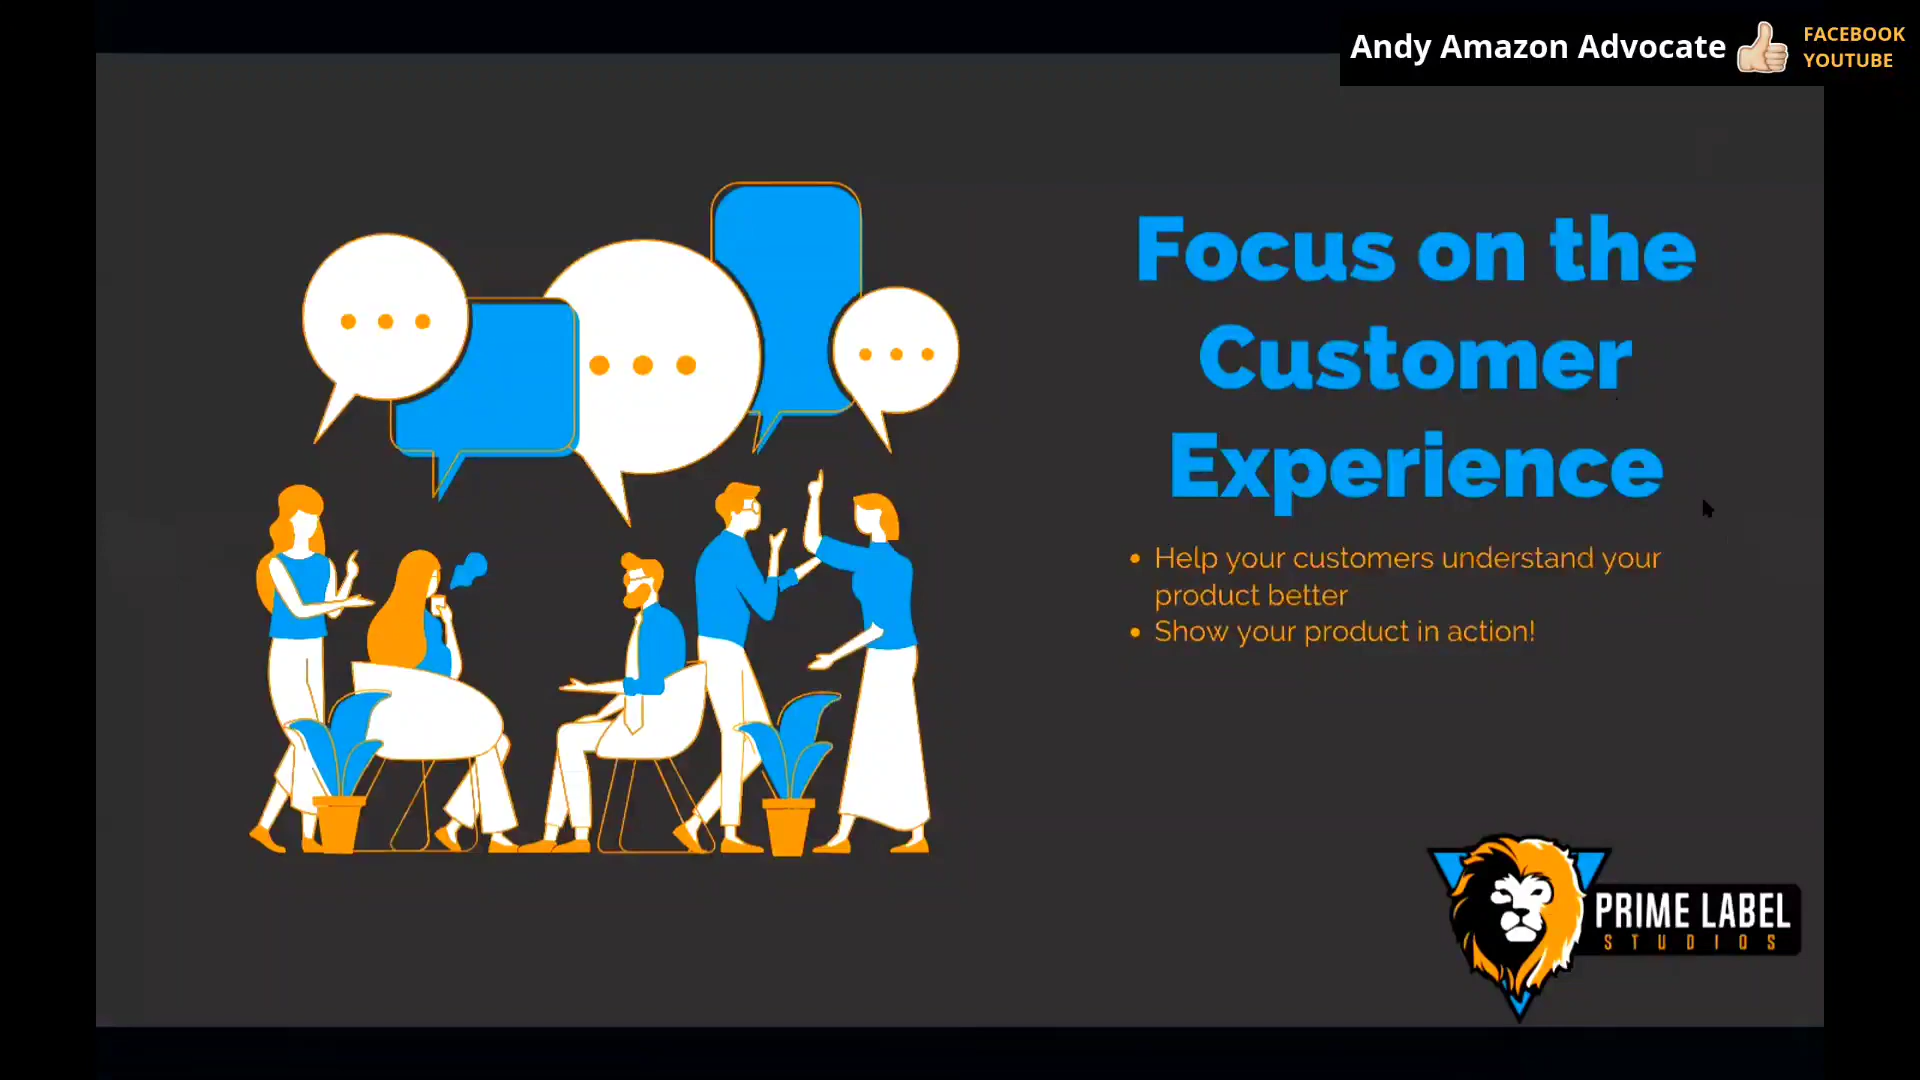 Andy Amazon Advocate
FACEBOOK
YOUTUBE
Focus on the
Customer
Experience
• Help your customers understand your
product better
• Show your product in action!
PRIME LABEL
STUDIOS